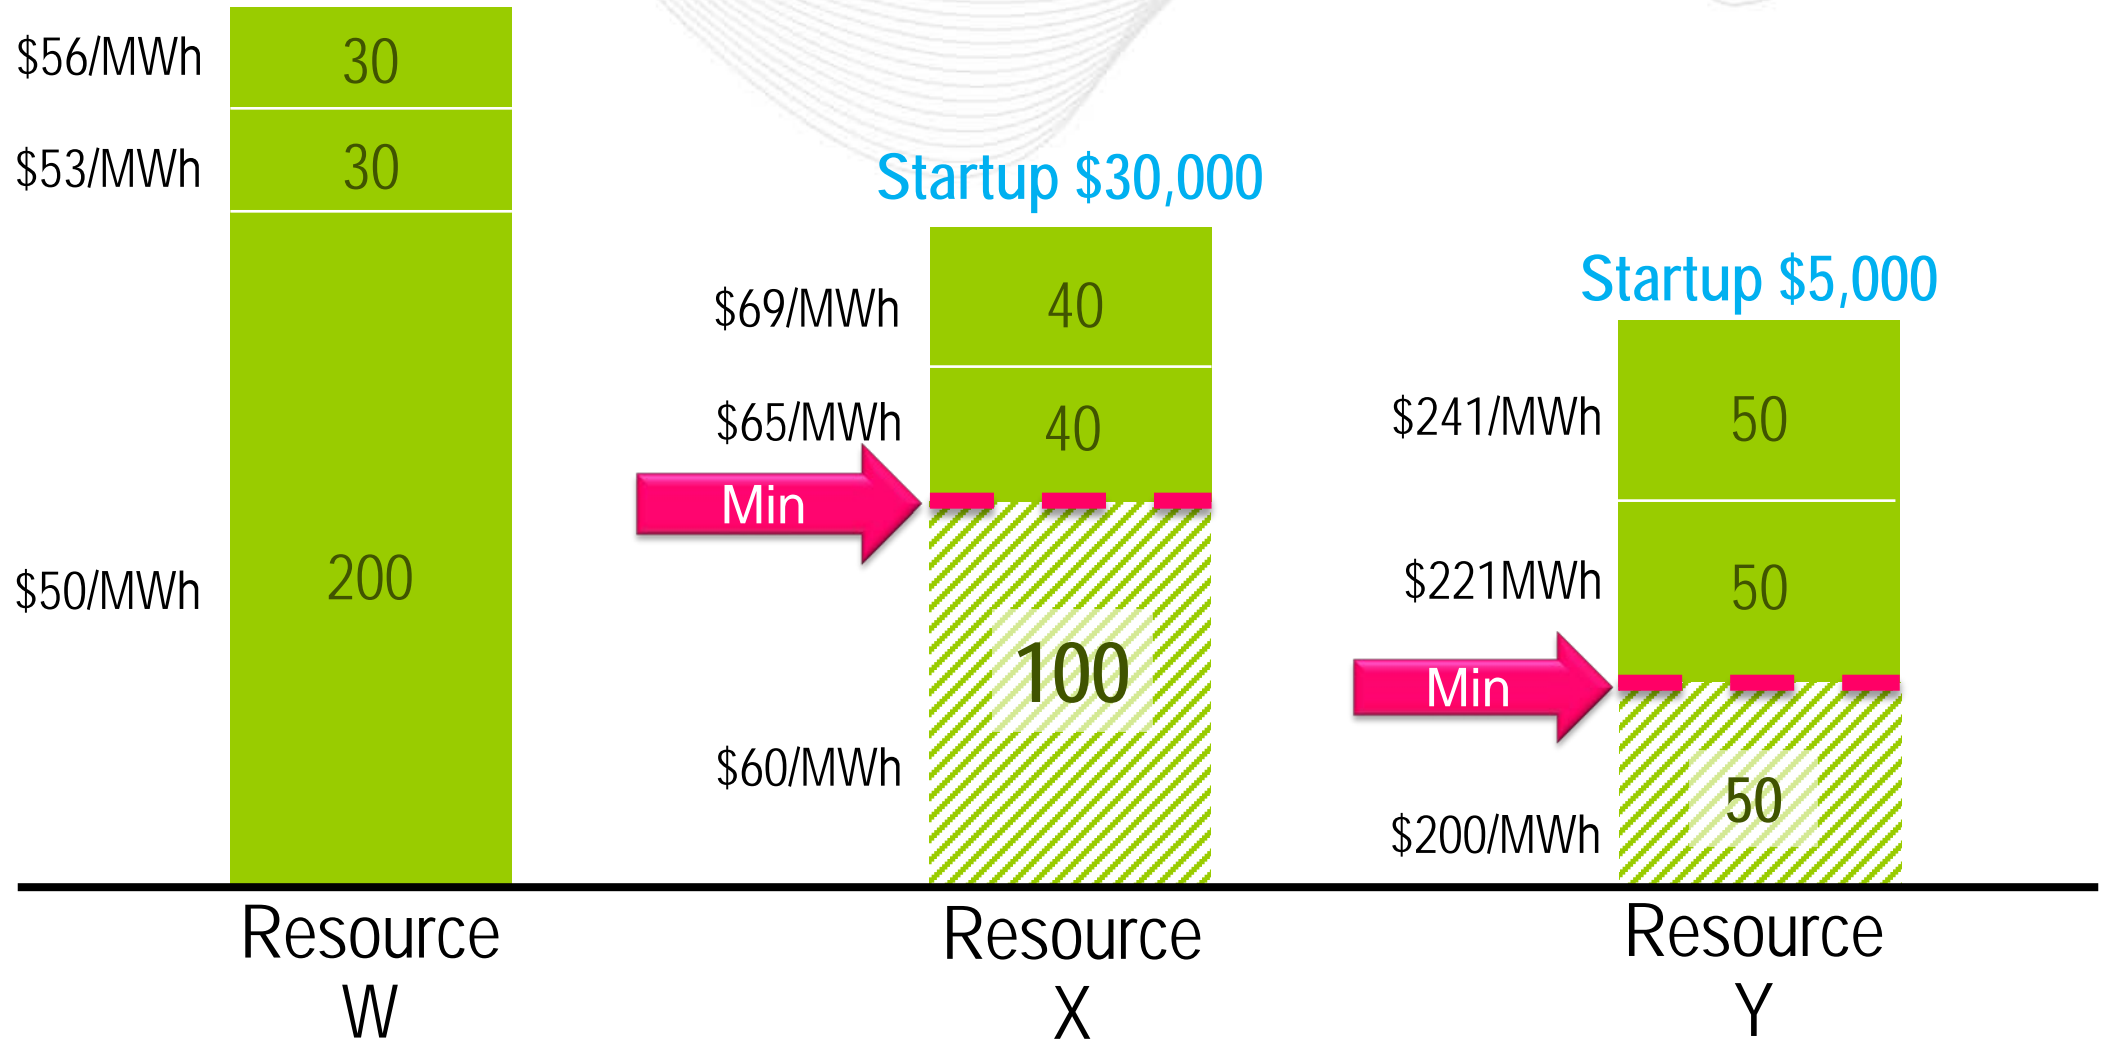 $56/MWh
30
$53/MWh
30
$50/MWh
200
Resource
W
Startup $30,000
$69/MWh
40
$65/MWh
40
Min
100
$60/MWh
Resource
X
Startup $5,000
$241/MWh
50
$221MWh
50
Min
50
$200/MWh
Resource
Y